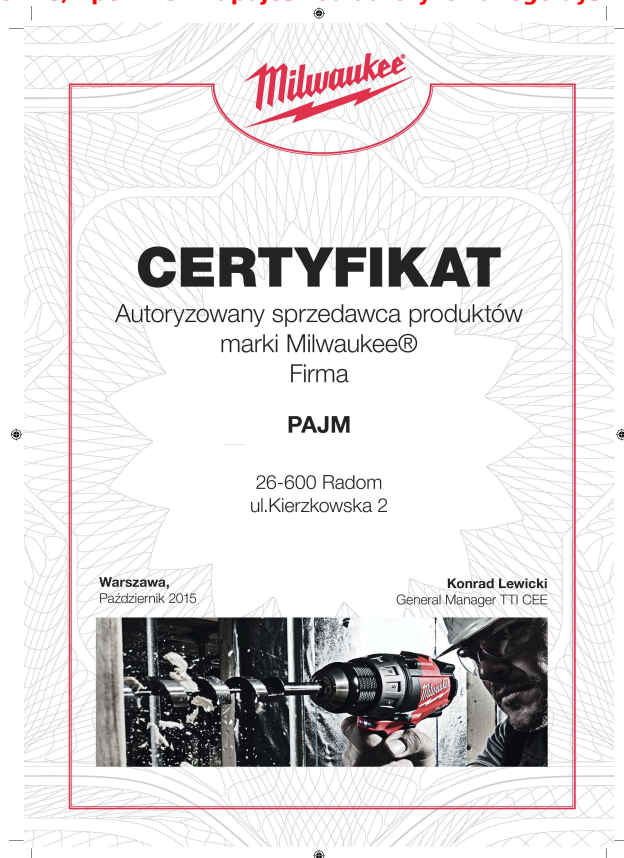 Milwaukee®
CERTYFIKAT
Autoryzowany sprzedawca produktów
marki Milwaukee®
Firma
PAJM
26-600 Radom
ul.Kierzkowska 2
Warszawa,
Październik 2015
Konrad Lewicki
General Manager TTI CEE
Milwaukee